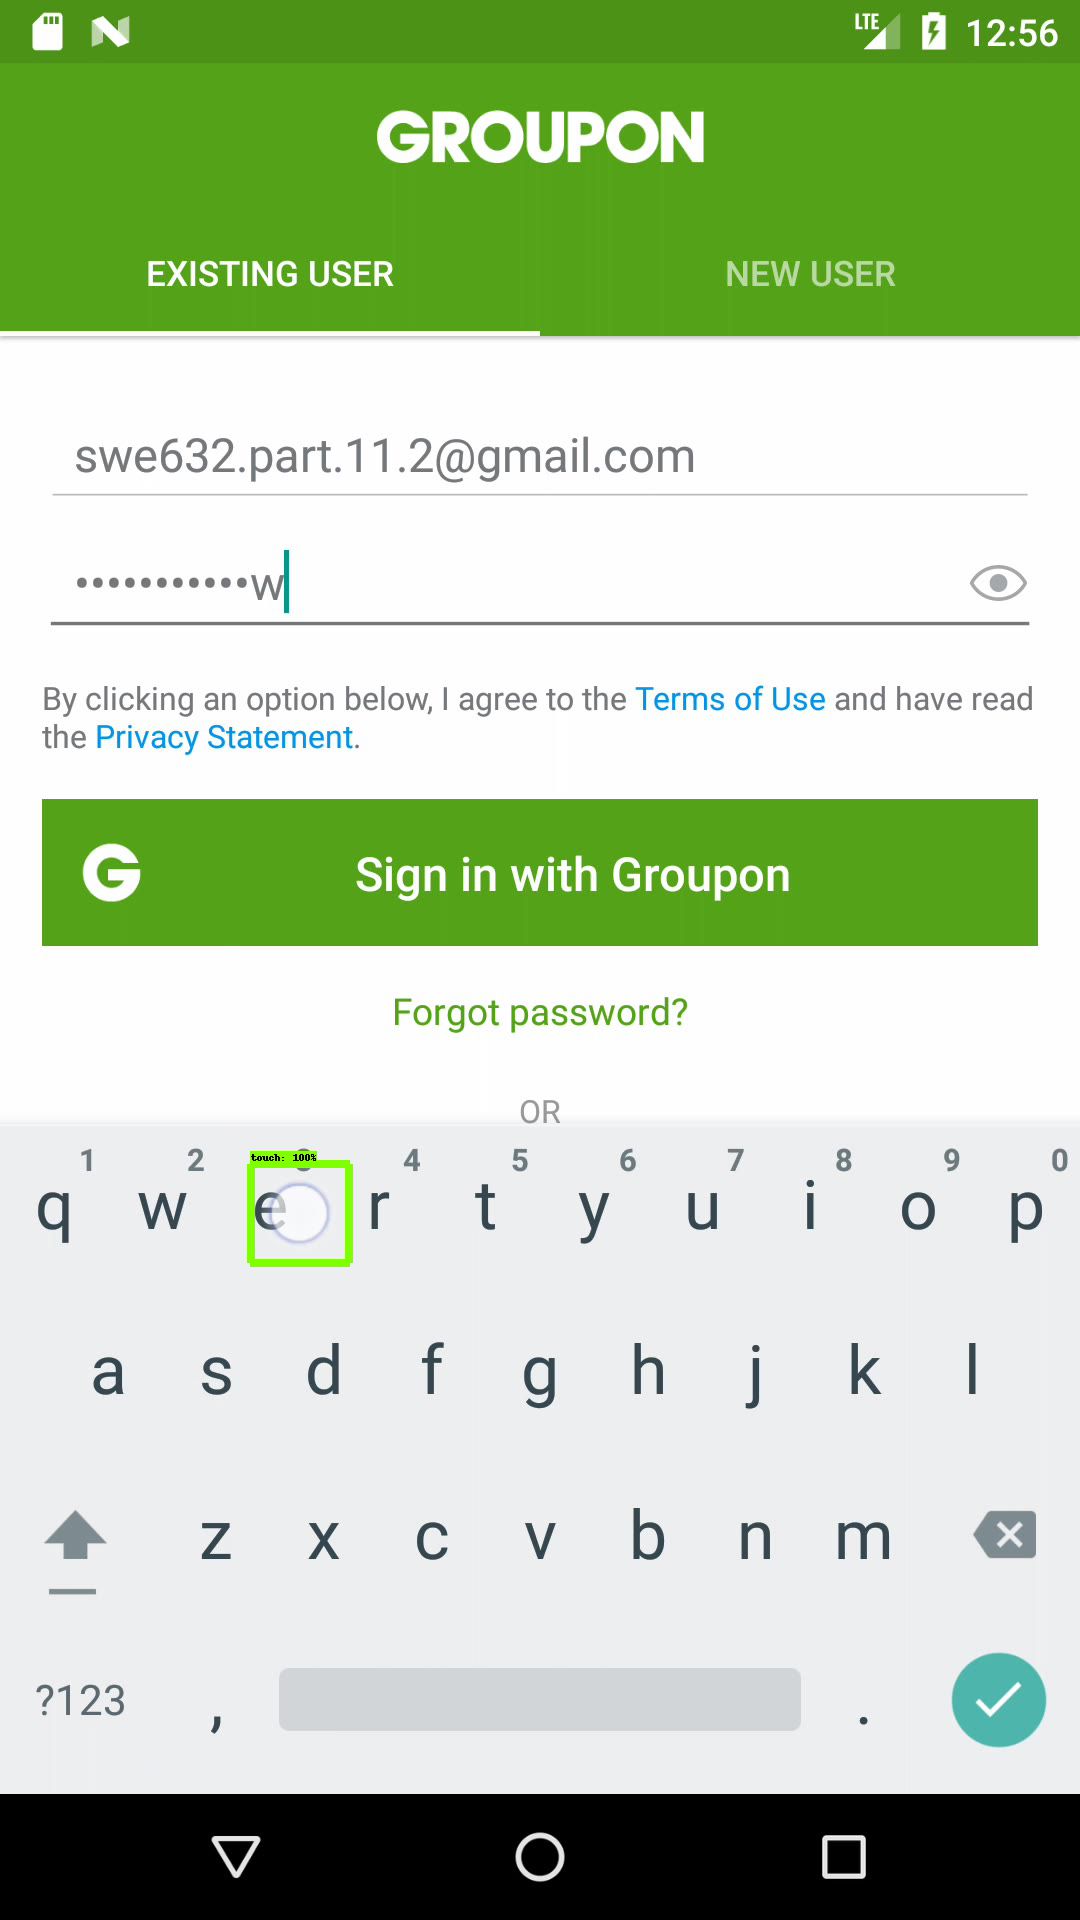 LTE 12:56
GROUPON
EXISTING USER NEW USER
swe632.part.11.2@gmail.com
•••••••••••w
By clicking an option below, I agree to the Terms of Use and have read
the Privacy Statement.
G Sign in with Groupon
Forgot password?
OR
touch: 100%
1 2 3 4 5 6 7 8 9 0
q w e r t y u i o p
a s d f g h j k l
z x c v b n m
?123 , .